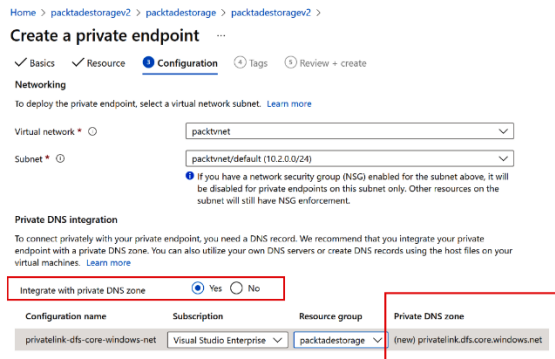 Home > packtadestoragev2 > packtadestorage > packtadestoragev2 >
Create a private endpoint ...
Basics Resource 3 Configuration 4 Tags 5 Review + create
Networking
To deploy the private endpoint, select a virtual network subnet. Learn more
Virtual network * packtvnet
Subnet * packtvnet/default (10.2.0.0/24)
If you have a network security group (NSG) enabled for the subnet above, it will
be disabled for private endpoints on this subnet only. Other resources on the
subnet will still have NSG enforcement.
Private DNS integration
To connect privately with your private endpoint, you need a DNS record. We recommend that you integrate your private
endpoint with a private DNS zone. You can also utilize your own DNS servers or create DNS records using the host files on your
virtual machines. Learn more
Integrate with private DNS zone Yes No
Configuration name Subscription Resource group Private DNS zone
privatelink-dfs-core-windows-net Visual Studio Enterprise packtadestorage (new) privatelink.dfs.core.windows.net